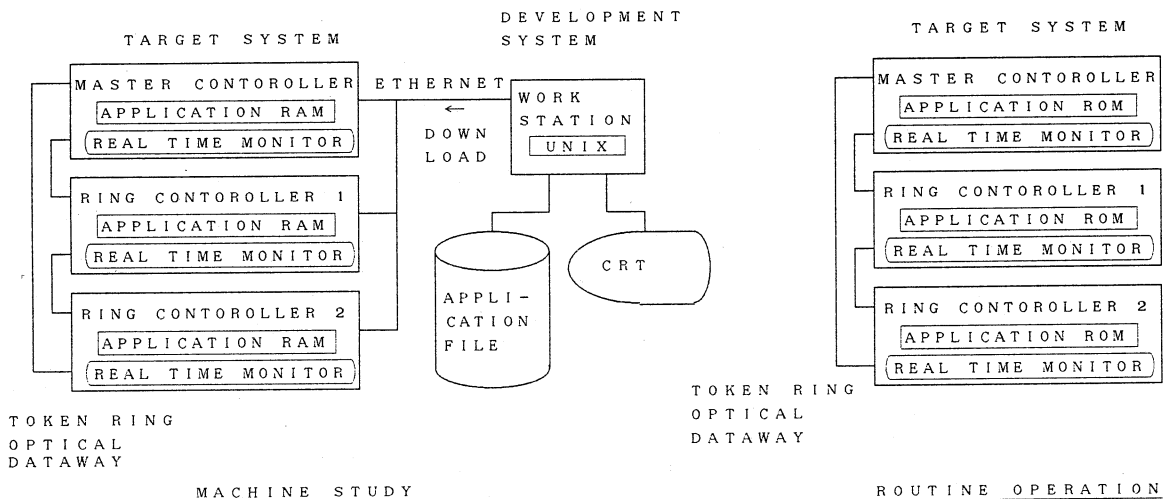 TARGET SYSTEM
MASTER CONTOROLLER
APPLICATION RAM
REAL TIME MONITOR
RING CONTOROLLER 1
APPLICATION RAM
REAL TIME MONITOR
RING CONTOROLLER 2
APPLICATION RAM
REAL TIME MONITOR
TOKEN RING
OPTICAL
DATAWAY
MACHINE STUDY
ETHERNET
←
DOWN
LOAD
DEVELOPMENT
SYSTEM
WORK
STATION
UNIX
APPLI-
CATION
FILE
CRT
TARGET SYSTEM
MASTER CONTOROLLER
APPLICATION ROM
REAL TIME MONITOR
RING CONTOROLLER 1
APPLICATION ROM
REAL TIME MONITOR
RING CONTOROLLER 2
APPLICATION ROM
REAL TIME MONITOR
TOKEN RING
OPTICAL
DATAWAY
ROUTINE OPERATION